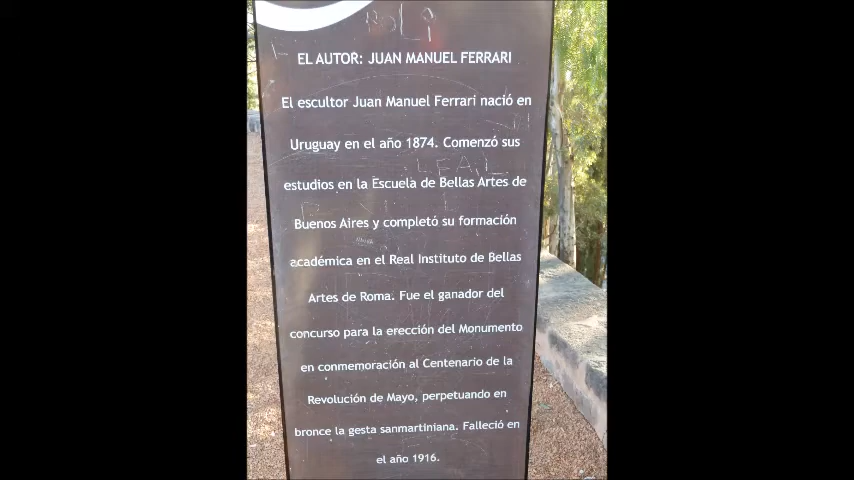 BOLi
EL AUTOR: JUAN MANUEL FERRARI
El escultor Juan Manuel Ferrari nació en
Uruguay en el año 1874. Comenzó sus
LEAL
estudios en la Escuela de Bellas Artes de
Buenos Aires y completó su formación
académica en el Real Instituto de Bellas
Artes de Roma. Fue el ganador del
concurso para la erección del Monumento
en conmemoración al Centenario de la
Revolución de Mayo, perpetuando en
bronce la gesta sanmartiniana. Falleció en
el año 1916.